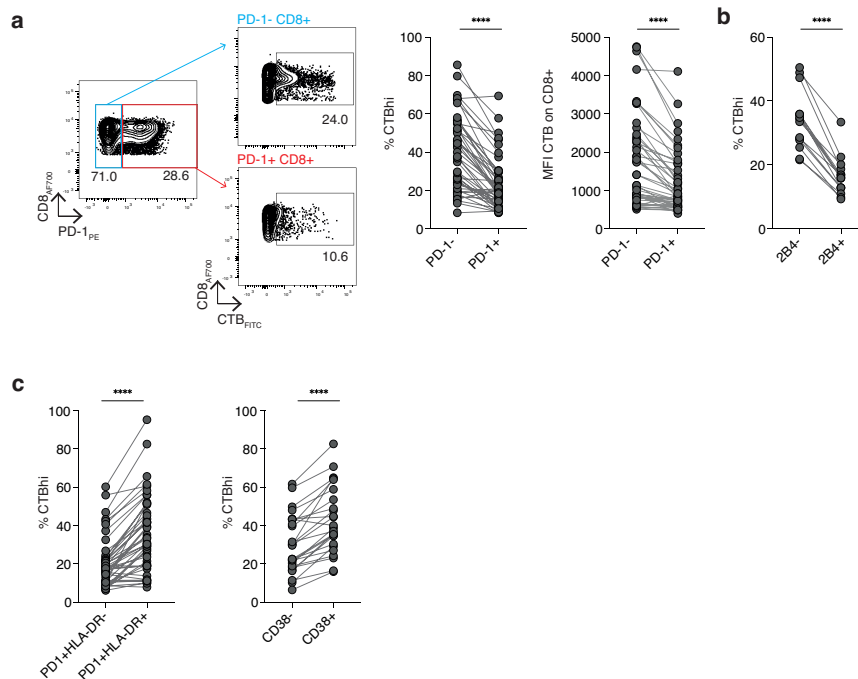 a
PD-1- CD8+
24.0
71.0
28.6
CD8AF700
PD-1PE
PD-1+ CD8+
10.6
CD8AF700
CTBFITC
****
100
80
60
40
20
0
% CTBhi
PD-1-
PD-1+
****
5000
4000
3000
2000
1000
0
MFI CTB on CD8+
PD-1-
PD-1+
b
****
60
40
20
0
% CTBhi
2B4-
2B4+
c
****
100
80
60
40
20
0
% CTBhi
PD1+HLA-DR-
PD1+HLA-DR+
****
100
80
60
40
20
0
% CTBhi
CD38-
CD38+